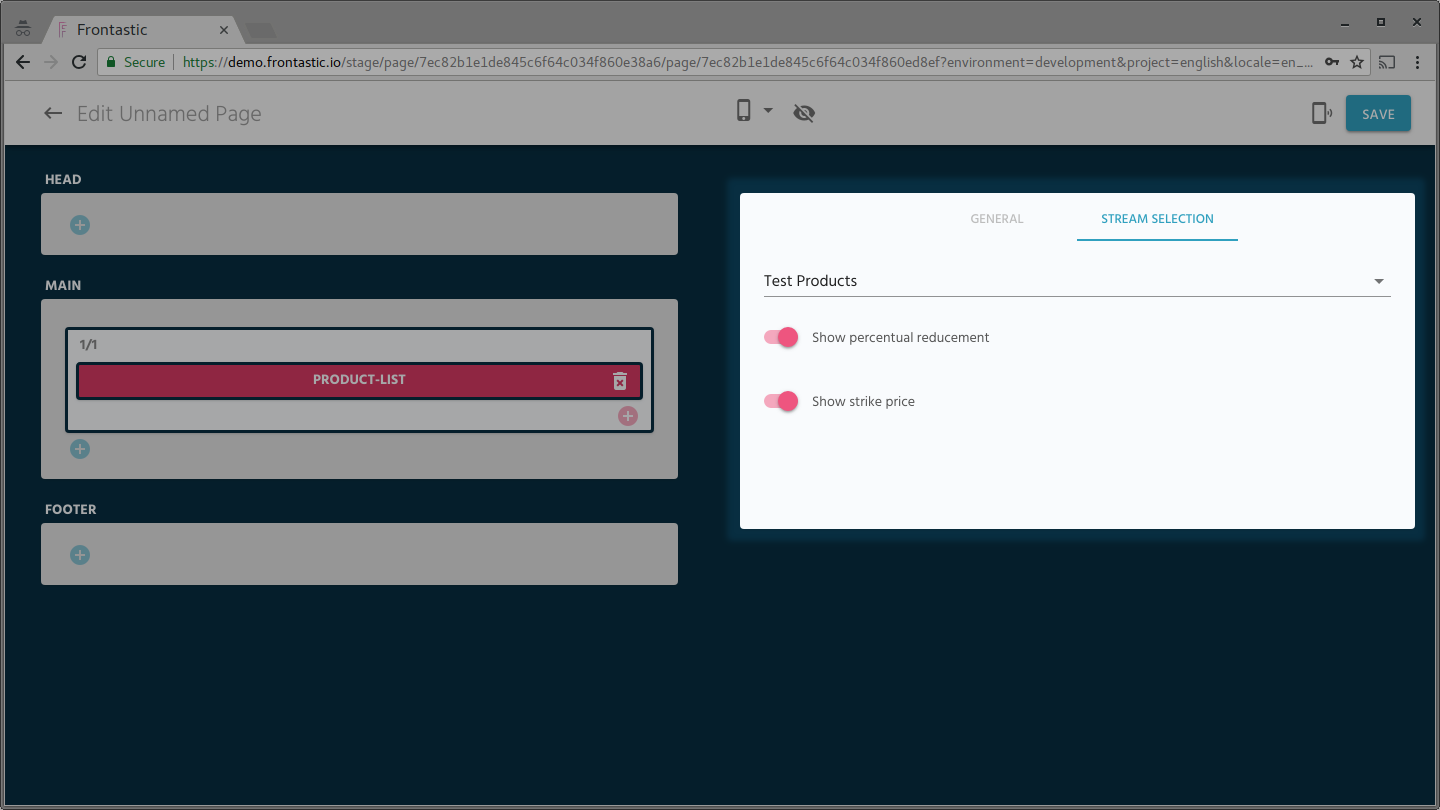 Frontastic
Secure
https://demo.frontastic.io/stage/page/7ec82b1e1de845c6f64c034f860e38a6/page/7ec82b1e1de845c6f64c034f860ed8ef?environment=development&project=english&locale=en_...
Edit Unnamed Page
SAVE
HEAD
MAIN
1/1
PRODUCT-LIST
FOOTER
GENERAL
STREAM SELECTION
Test Products
Show percentual reducement
Show strike price